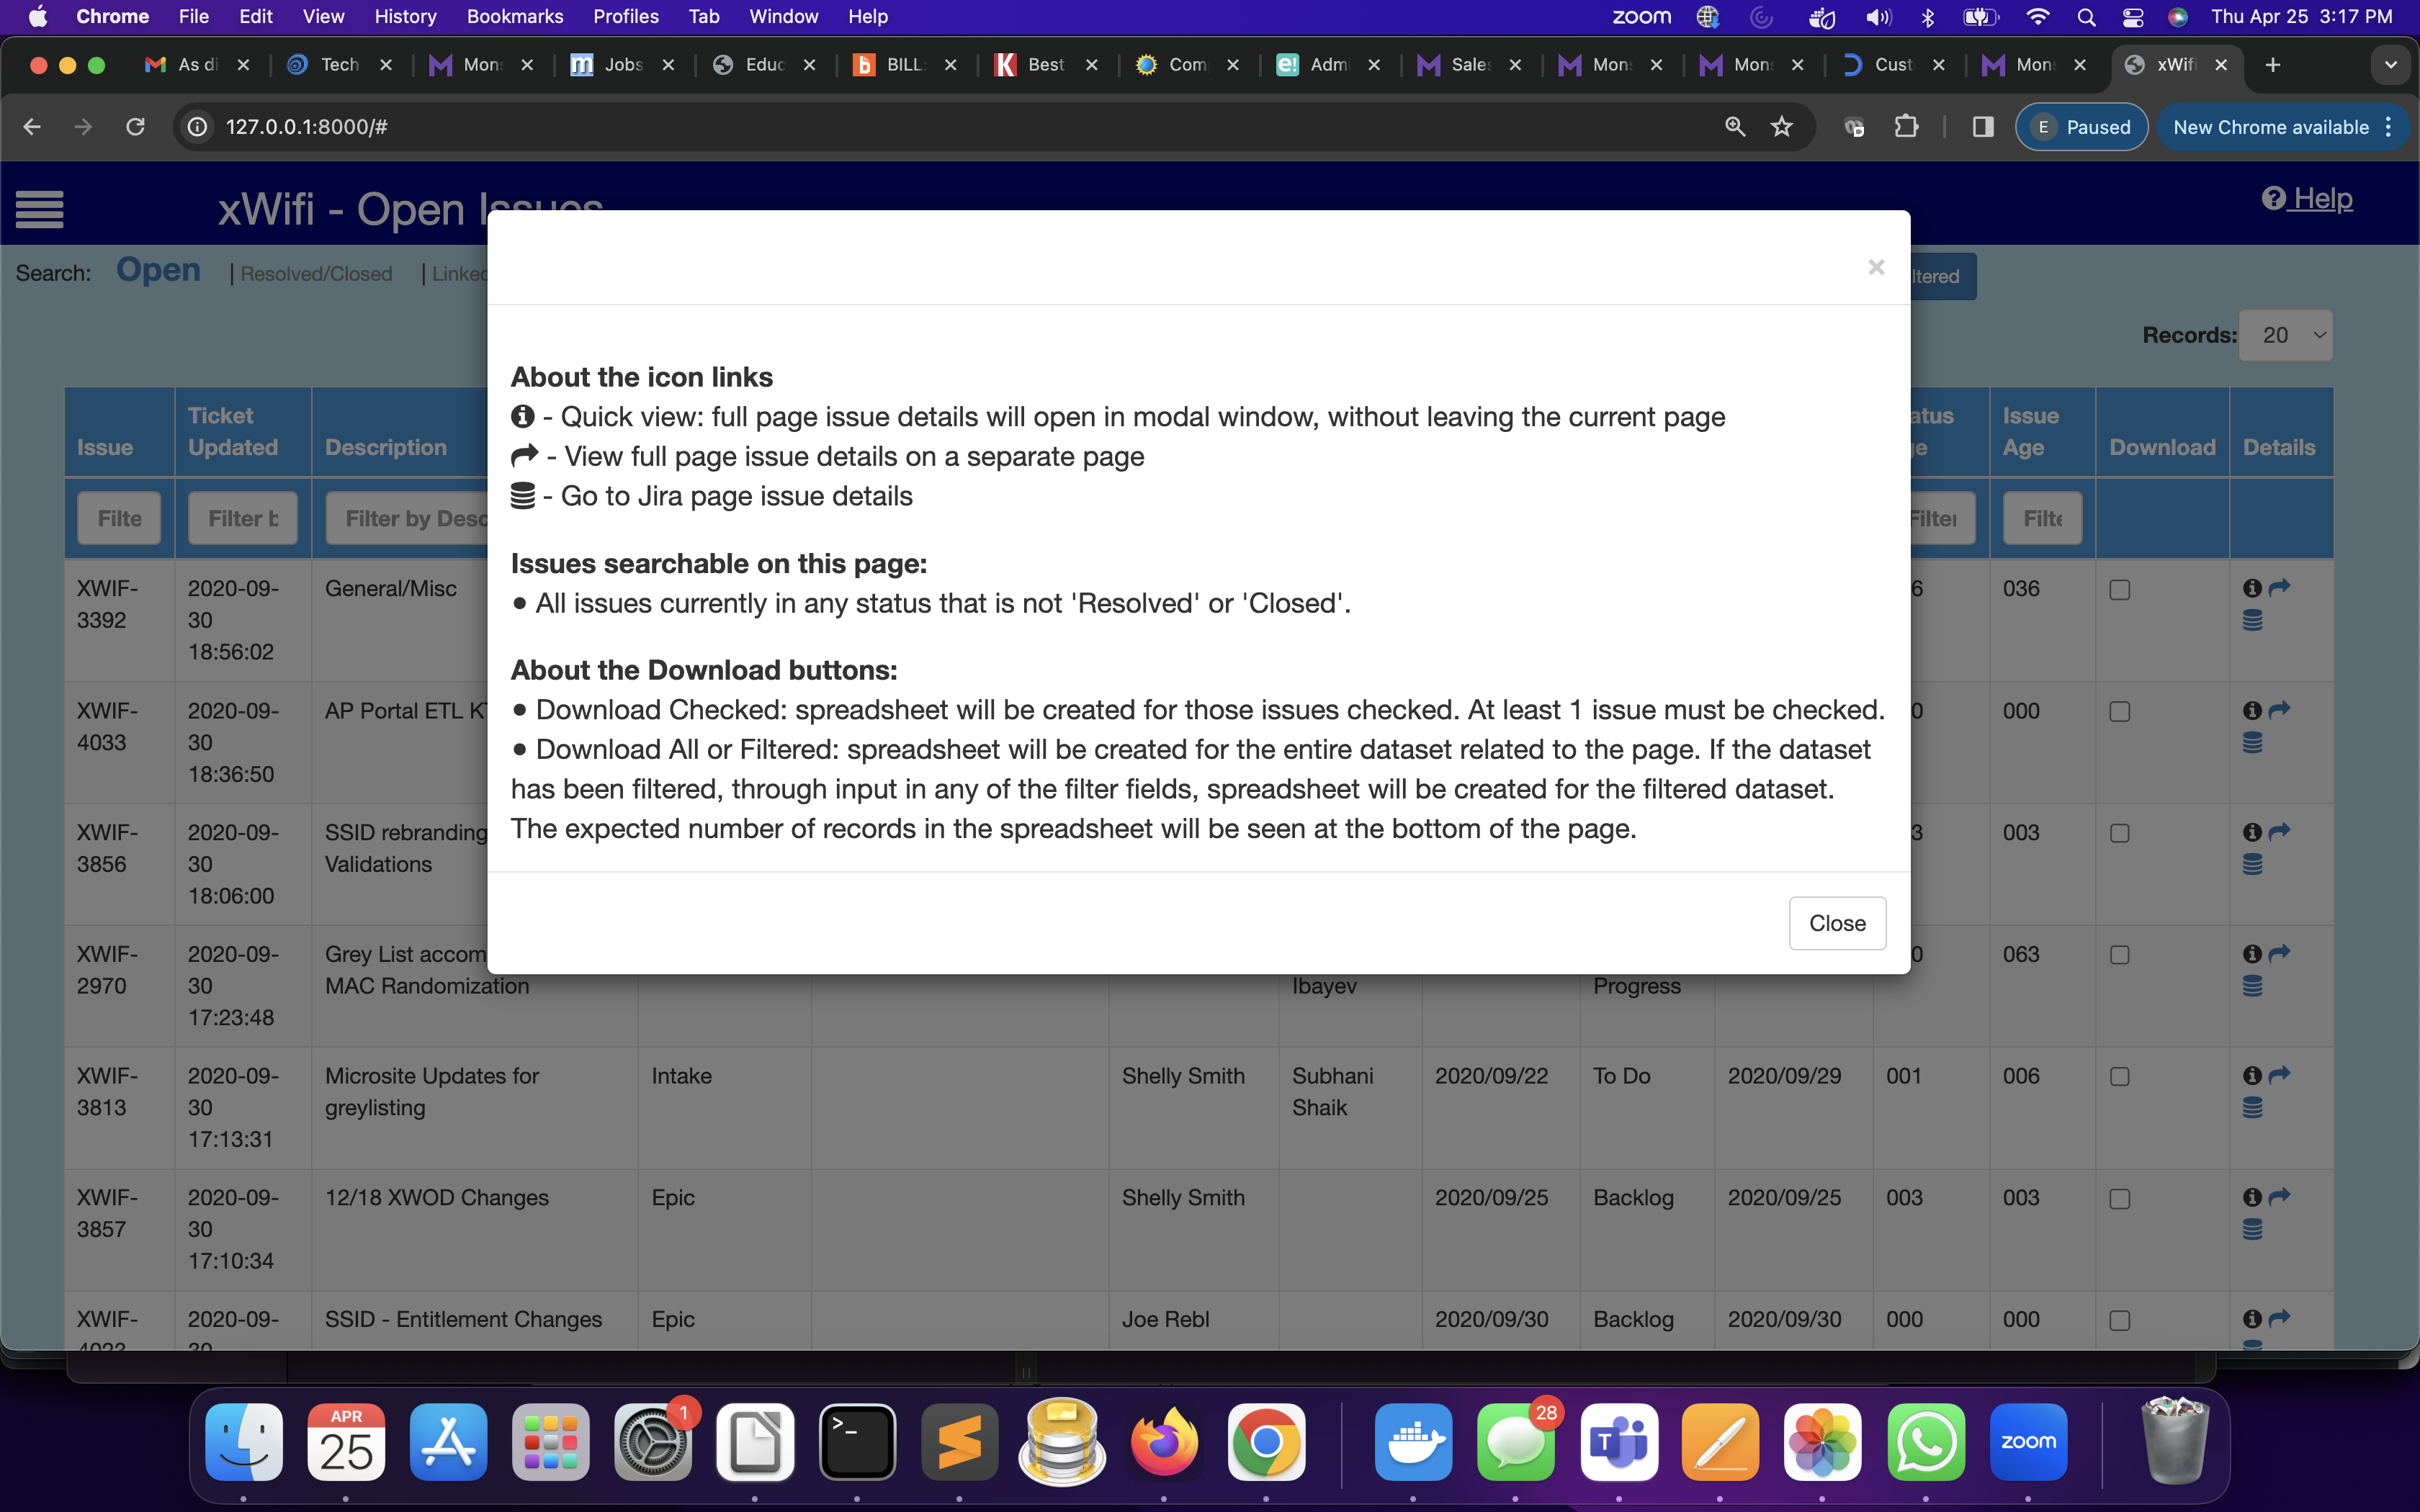 Chrome File Edit View History Bookmarks Profiles Tab Window Help zoom Thu Apr 25 3:17 PM
As di Tech Mons Jobs Educ BILL: Best Com Admi Sales Mons Mons Cust Mons xWifi
127.0.0.1:8000/# E Paused New Chrome available
xWifi - Open Issues Help
Search: Open | Resolved/Closed | Linked ltered
Records: 20
Issue Ticket Updated Description atus ge Issue Age Download Details
Filte Filter b Filter by Desc Filter Filte
XWIF-3392 2020-09-30 18:56:02 General/Misc 6 036
XWIF-4033 2020-09-30 18:36:50 AP Portal ETL KT 0 000
XWIF-3856 2020-09-30 18:06:00 SSID rebranding Validations 3 003
XWIF-2970 2020-09-30 17:23:48 Grey List accom MAC Randomization Ibayev Progress 0 063
XWIF-3813 2020-09-30 17:13:31 Microsite Updates for greylisting Intake Shelly Smith Subhani Shaik 2020/09/22 To Do 2020/09/29 001 006
XWIF-3857 2020-09-30 17:10:34 12/18 XWOD Changes Epic Shelly Smith 2020/09/25 Backlog 2020/09/25 003 003
XWIF- 2020-09- SSID - Entitlement Changes Epic Joe Rebl 2020/09/30 Backlog 2020/09/30 000 000
×
About the icon links
- Quick view: full page issue details will open in modal window, without leaving the current page
- View full page issue details on a separate page
- Go to Jira page issue details
Issues searchable on this page:
● All issues currently in any status that is not 'Resolved' or 'Closed'.
About the Download buttons:
● Download Checked: spreadsheet will be created for those issues checked. At least 1 issue must be checked.
● Download All or Filtered: spreadsheet will be created for the entire dataset related to the page. If the dataset
has been filtered, through input in any of the filter fields, spreadsheet will be created for the filtered dataset.
The expected number of records in the spreadsheet will be seen at the bottom of the page.
Close
APR
25
1
28
zoom